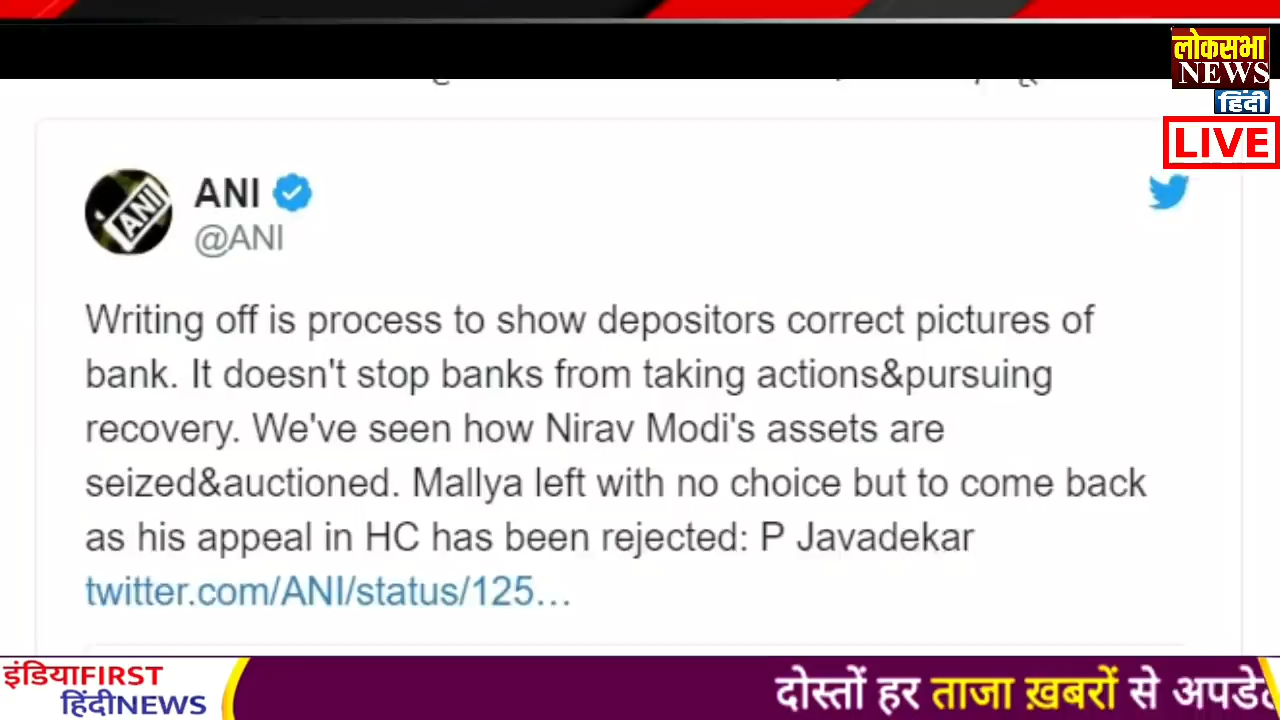 लोकसभा
NEWS
हिंदी
LIVE
ANI
@ANI
Writing off is process to show depositors correct pictures of
bank. It doesn't stop banks from taking actions&pursuing
recovery. We've seen how Nirav Modi's assets are
seized&auctioned. Mallya left with no choice but to come back
as his appeal in HC has been rejected: P Javadekar
twitter.com/ANI/status/125...
इंडियाFIRST
हिंदीNEWS
दोस्तों हर ताजा ख़बरों से